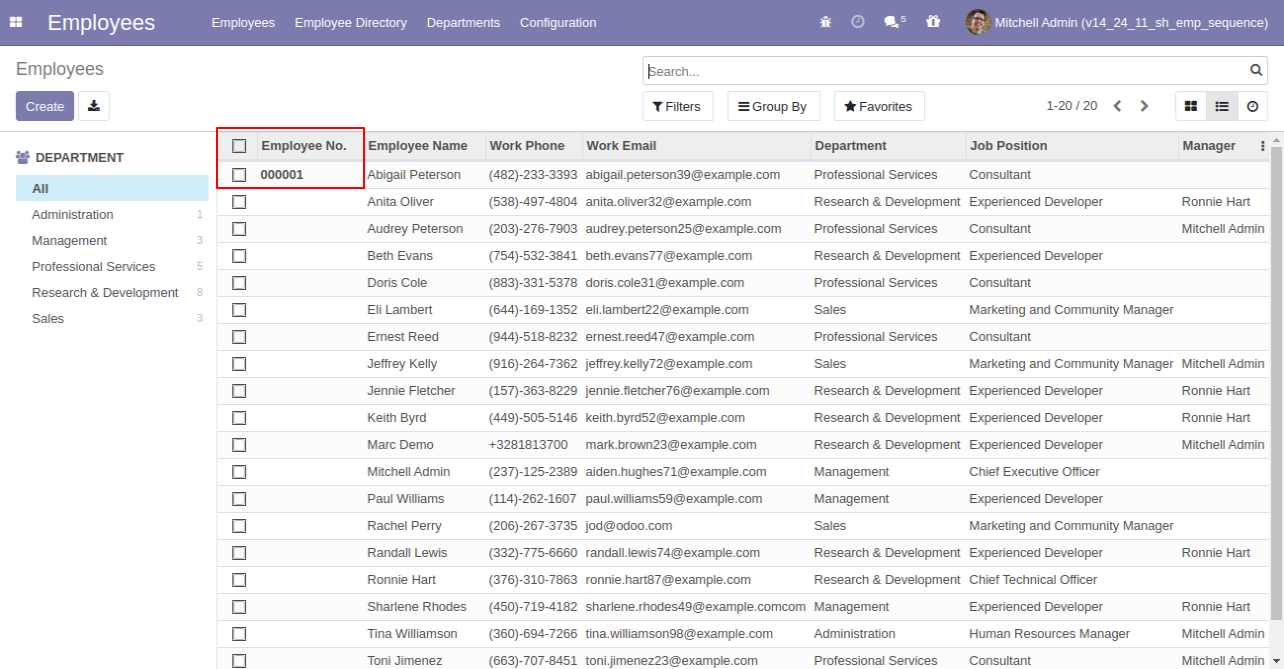 Employees Employees Employee Directory Departments Configuration 5 Mitchell Admin (v14_24_11_sh_emp_sequence)
Employees Search...
Create Filters Group By Favorites 1-20 / 20
DEPARTMENT
All
Administration 1
Management 3
Professional Services 5
Research & Development 8
Sales 3
Employee No. Employee Name Work Phone Work Email Department Job Position Manager
000001 Abigail Peterson (482)-233-3393 abigail.peterson39@example.com Professional Services Consultant
Anita Oliver (538)-497-4804 anita.oliver32@example.com Research & Development Experienced Developer Ronnie Hart
Audrey Peterson (203)-276-7903 audrey.peterson25@example.com Professional Services Consultant Mitchell Admin
Beth Evans (754)-532-3841 beth.evans77@example.com Research & Development Experienced Developer
Doris Cole (883)-331-5378 doris.cole31@example.com Professional Services Consultant
Eli Lambert (644)-169-1352 eli.lambert22@example.com Sales Marketing and Community Manager
Ernest Reed (944)-518-8232 ernest.reed47@example.com Professional Services Consultant
Jeffrey Kelly (916)-264-7362 jeffrey.kelly72@example.com Sales Marketing and Community Manager Mitchell Admin
Jennie Fletcher (157)-363-8229 jennie.fletcher76@example.com Research & Development Experienced Developer Ronnie Hart
Keith Byrd (449)-505-5146 keith.byrd52@example.com Research & Development Experienced Developer Ronnie Hart
Marc Demo +3281813700 mark.brown23@example.com Research & Development Experienced Developer Mitchell Admin
Mitchell Admin (237)-125-2389 aiden.hughes71@example.com Management Chief Executive Officer
Paul Williams (114)-262-1607 paul.williams59@example.com Management Experienced Developer
Rachel Perry (206)-267-3735 jod@odoo.com Sales Marketing and Community Manager
Randall Lewis (332)-775-6660 randall.lewis74@example.com Research & Development Experienced Developer Ronnie Hart
Ronnie Hart (376)-310-7863 ronnie.hart87@example.com Research & Development Chief Technical Officer
Sharlene Rhodes (450)-719-4182 sharlene.rhodes49@example.comcom Management Experienced Developer Ronnie Hart
Tina Williamson (360)-694-7266 tina.williamson98@example.com Administration Human Resources Manager Mitchell Admin
Toni Jimenez (663)-707-8451 toni.jimenez23@example.com Professional Services Consultant Mitchell Admin